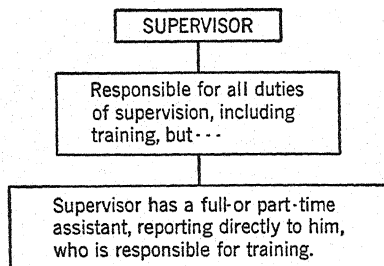 SUPERVISOR
Responsible for all duties
of supervision, including
training, but---
Supervisor has a full-or part-time
assistant, reporting directly to him,
who is responsible for training.